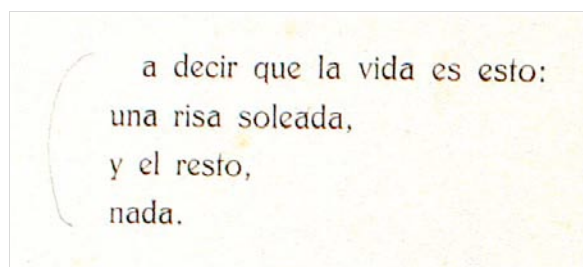 a decir que la vida es esto:
una risa soleada,
y el resto,
nada.